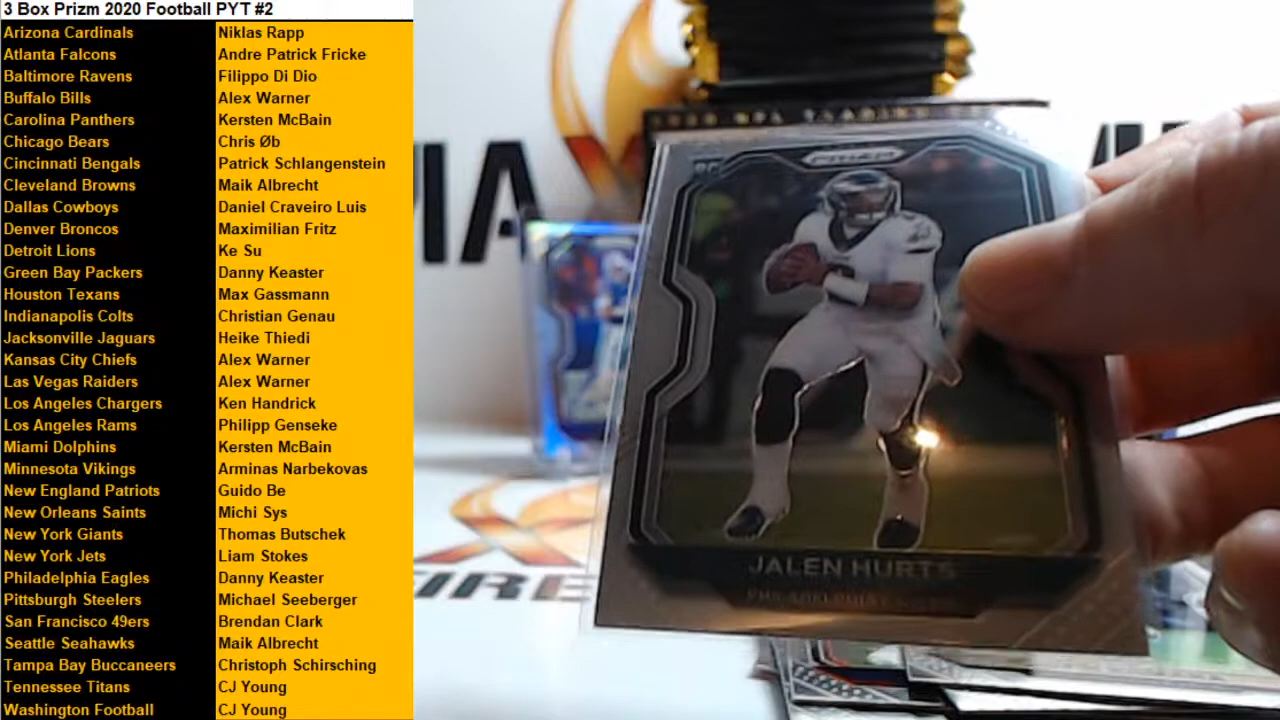 3 Box Prizm 2020 Football PYT #2
Arizona Cardinals Niklas Rapp
Atlanta Falcons Andre Patrick Fricke
Baltimore Ravens Filippo Di Dio
Buffalo Bills Alex Warner
Carolina Panthers Kersten McBain
Chicago Bears Chris Øb
Cincinnati Bengals Patrick Schlangenstein
Cleveland Browns Maik Albrecht
Dallas Cowboys Daniel Craveiro Luis
Denver Broncos Maximilian Fritz
Detroit Lions Ke Su
Green Bay Packers Danny Keaster
Houston Texans Max Gassmann
Indianapolis Colts Christian Genau
Jacksonville Jaguars Heike Thiedi
Kansas City Chiefs Alex Warner
Las Vegas Raiders Alex Warner
Los Angeles Chargers Ken Handrick
Los Angeles Rams Philipp Genseke
Miami Dolphins Kersten McBain
Minnesota Vikings Arminas Narbekovas
New England Patriots Guido Be
New Orleans Saints Michi Sys
New York Giants Thomas Butschek
New York Jets Liam Stokes
Philadelphia Eagles Danny Keaster
Pittsburgh Steelers Michael Seeberger
San Francisco 49ers Brendan Clark
Seattle Seahawks Maik Albrecht
Tampa Bay Buccaneers Christoph Schirsching
Tennessee Titans CJ Young
Washington Football CJ Young
PRIZM
RC
JALEN HURTS
PHILADELPHIA EAGLES